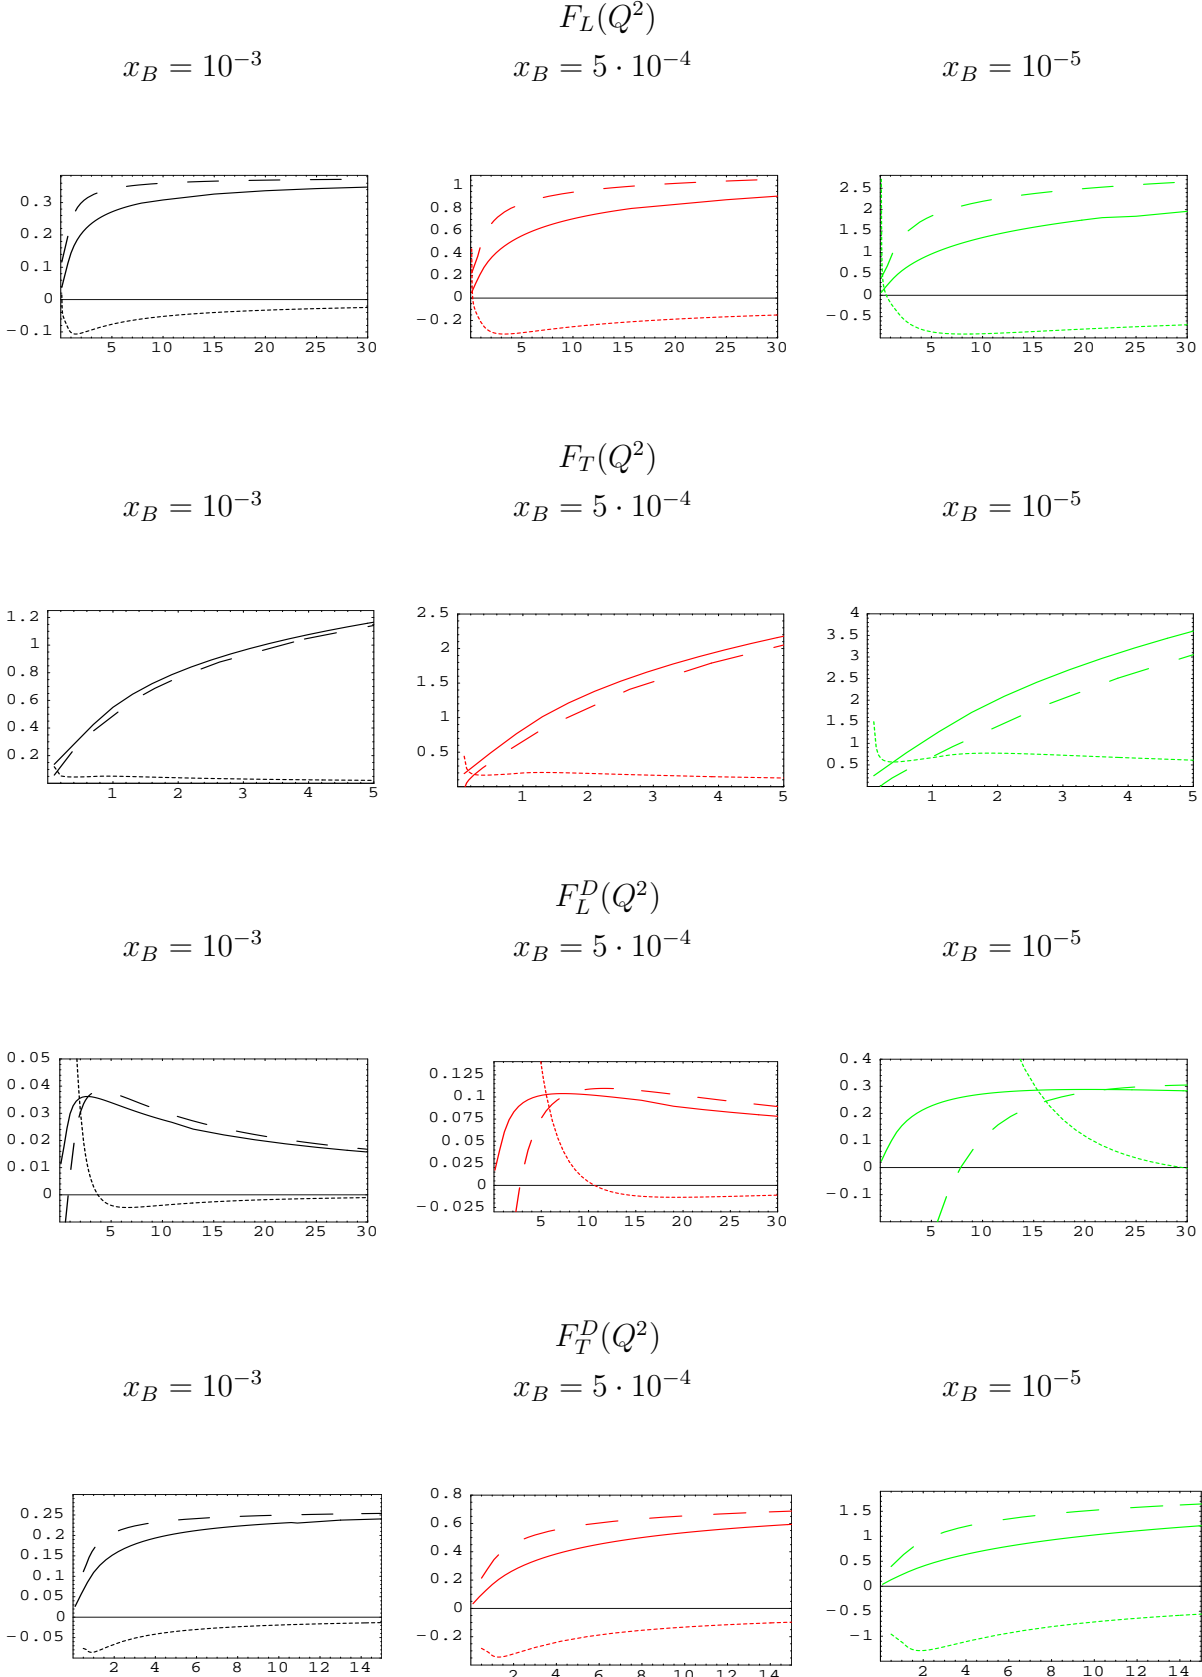 F_L(Q²)
x_B = 10⁻³ x_B = 5 · 10⁻⁴ x_B = 10⁻⁵
0.3 0.2 0.1 0 −0.1
5 10 15 20 25 30
1 0.8 0.6 0.4 0.2 0 −0.2
5 10 15 20 25 30
2.5 2 1.5 1 0.5 0 −0.5
5 10 15 20 25 30
F_T(Q²)
x_B = 10⁻³ x_B = 5 · 10⁻⁴ x_B = 10⁻⁵
1.2 1 0.8 0.6 0.4 0.2
1 2 3 4 5
2.5 2 1.5 1 0.5
1 2 3 4 5
4 3.5 3 2.5 2 1.5 1 0.5
1 2 3 4 5
F_L^D(Q²)
x_B = 10⁻³ x_B = 5 · 10⁻⁴ x_B = 10⁻⁵
0.05 0.04 0.03 0.02 0.01 0
5 10 15 20 25 30
0.125 0.1 0.075 0.05 0.025 0 −0.025
5 10 15 20 25 30
0.4 0.3 0.2 0.1 0 −0.1
5 10 15 20 25 30
F_T^D(Q²)
x_B = 10⁻³ x_B = 5 · 10⁻⁴ x_B = 10⁻⁵
0.25 0.2 0.15 0.1 0.05 0 −0.05
2 4 6 8 10 12 14
0.8 0.6 0.4 0.2 0 −0.2
2 4 6 8 10 12 14
1.5 1 0.5 0 −0.5 −1
2 4 6 8 10 12 14